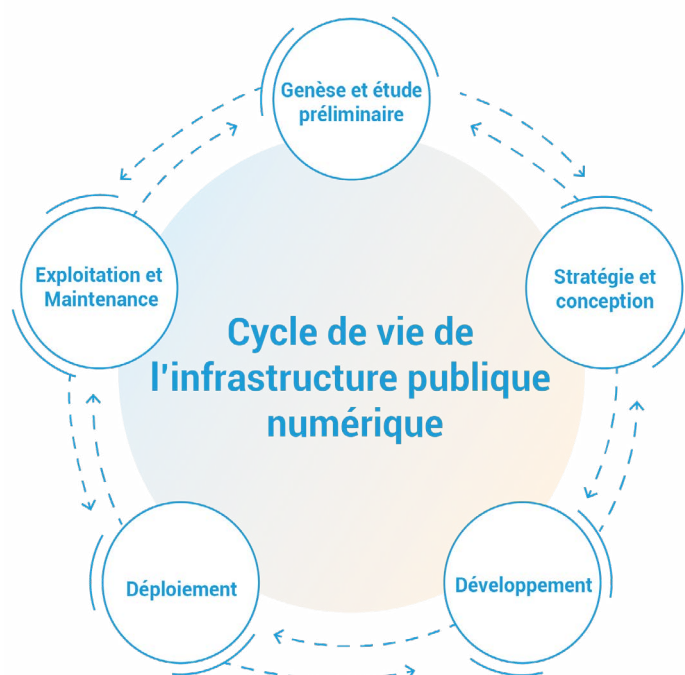 Genèse et étude
préliminaire
Stratégie et
conception
Développement
Déploiement
Exploitation et
Maintenance
Cycle de vie de
l'infrastructure publique
numérique